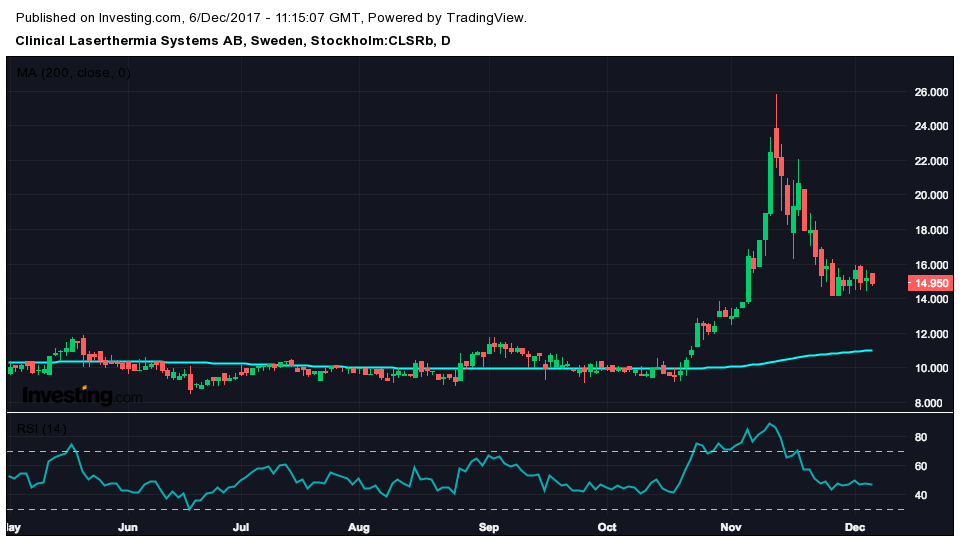 Published on Investing.com, 6/Dec/2017 - 11:15:07 GMT, Powered by TradingView.
Clinical Laserthermia Systems AB, Sweden, Stockholm:CLSRb, D
MA (200, close, 0)
26.000
24.000
22.000
20.000
18.000
16.000
14.950
14.000
12.000
10.000
8.000
Investing.com
RSI (14)
80
60
40
ay Jun Jul Aug Sep Oct Nov Dec